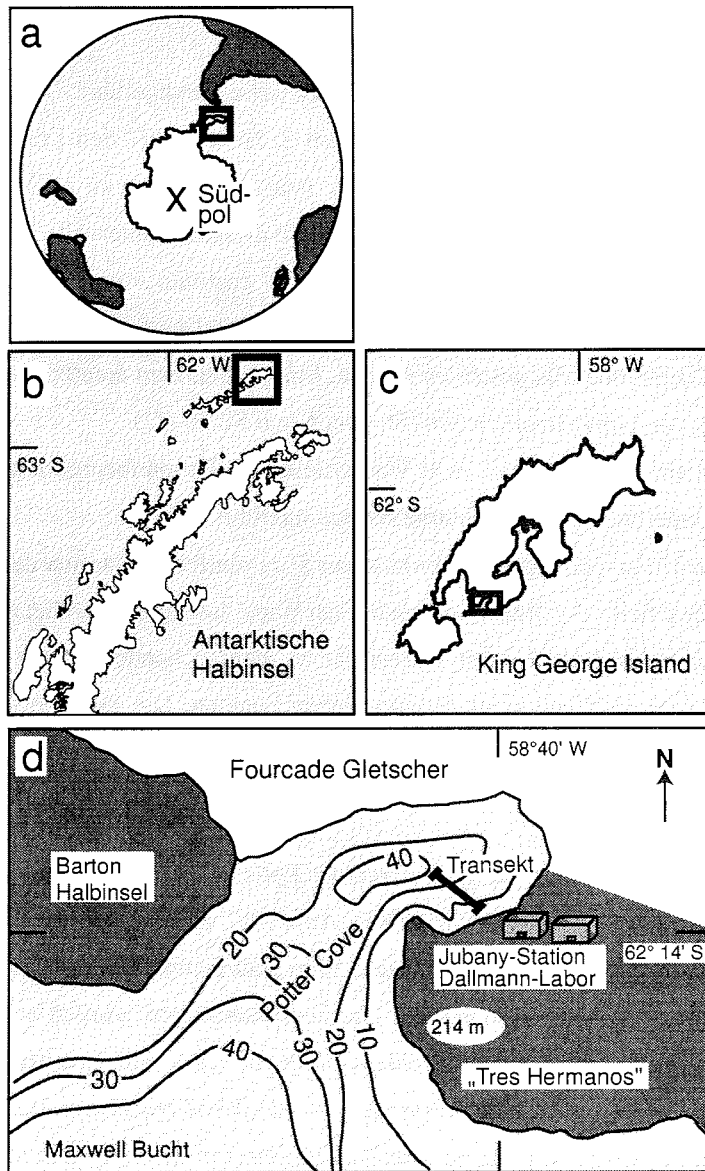 a
X
Süd-
pol
b
62° W
63° S
Antarktische
Halbinsel
c
58° W
62° S
King George Island
d
58°40' W
N
Fourcade Gletscher
Barton
Halbinsel
40
Transekt
20
30
Potter Cove
Jubany-Station
Dallmann-Labor
62° 14' S
214 m
30
40
30
20
10
„Tres Hermanos"
Maxwell Bucht